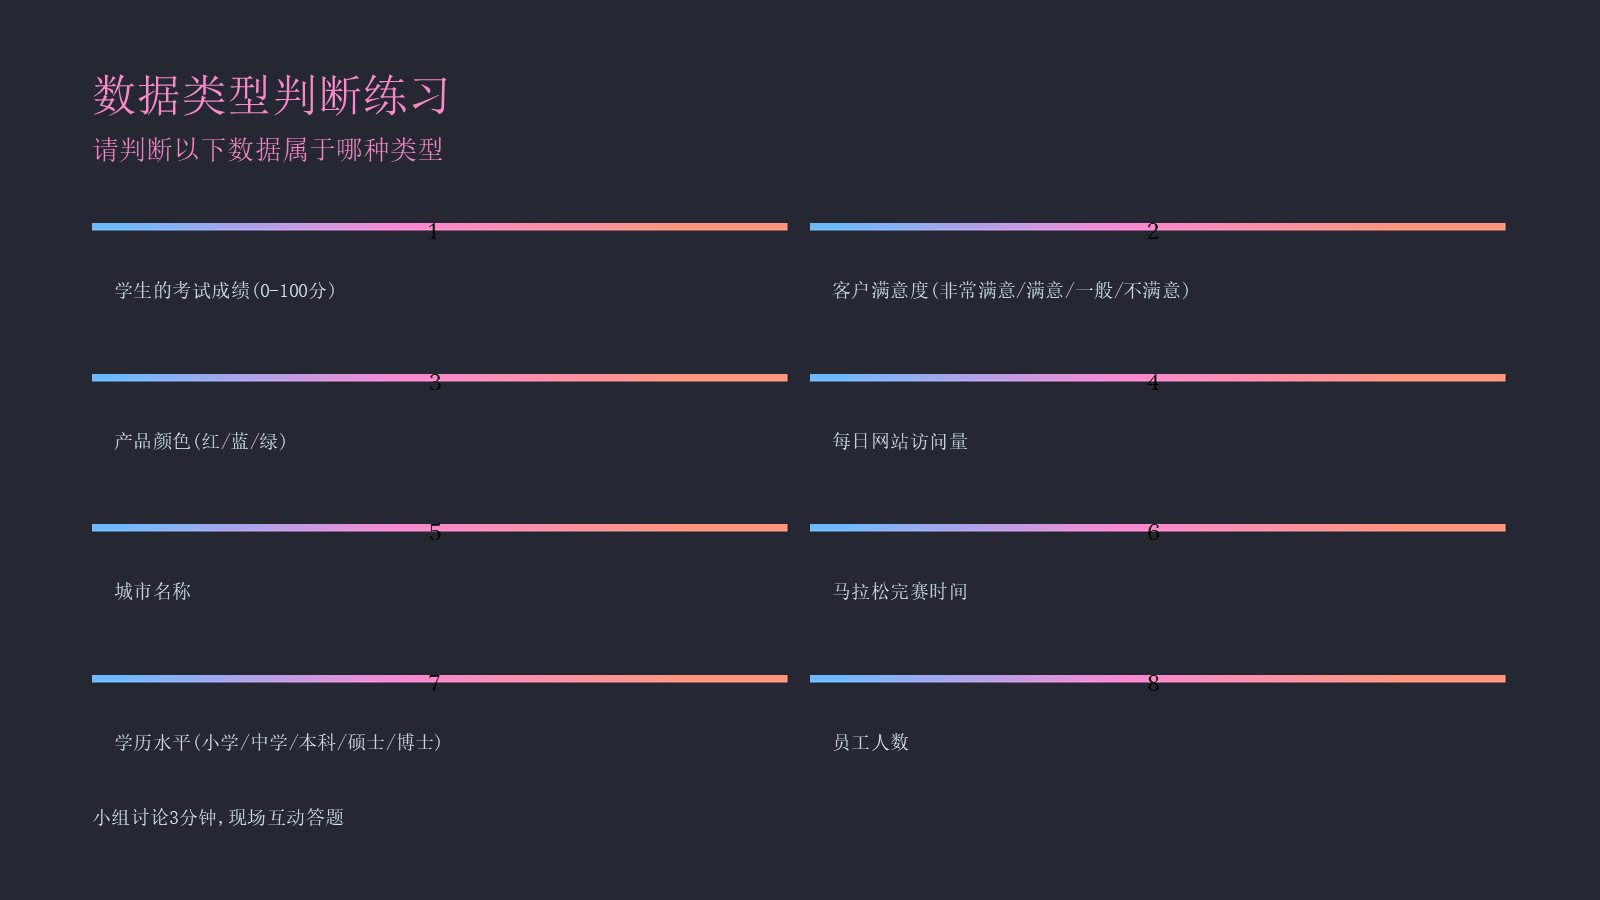 数据类型判断练习
请判断以下数据属于哪种类型
1
学生的考试成绩(0-100分)
2
客户满意度(非常满意/满意/一般/不满意)
3
产品颜色(红/蓝/绿)
4
每日网站访问量
5
城市名称
6
马拉松完赛时间
7
学历水平(小学/中学/本科/硕士/博士)
8
员工人数
小组讨论3分钟,现场互动答题